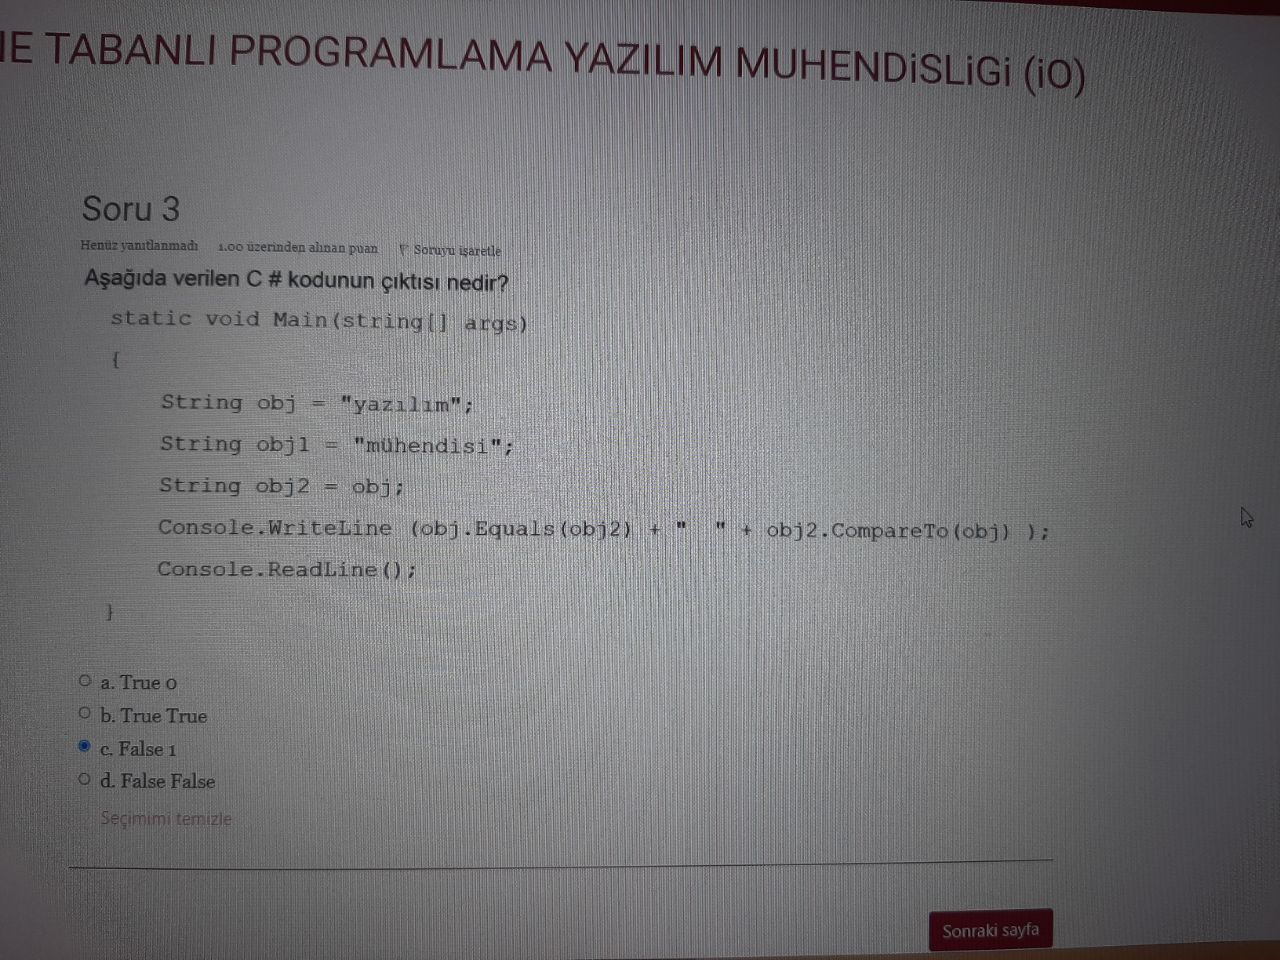 NE TABANLI PROGRAMLAMA YAZILIM MUHENDiSLiGi (iO)
Soru 3
Henüz yanıtlanmadı 1.00 üzerinden alınan puan Soruyu işaretle
Aşağıda verilen C # kodunun çıktısı nedir?
static void Main(string[] args)
{
String obj = "yazılım";
String obj1 = "mühendisi";
String obj2 = obj;
Console.WriteLine (obj.Equals(obj2) + "  " + obj2.CompareTo(obj) );
Console.ReadLine();
}
a. True 0
b. True True
c. False 1
d. False False
Seçimimi temizle
Sonraki sayfa